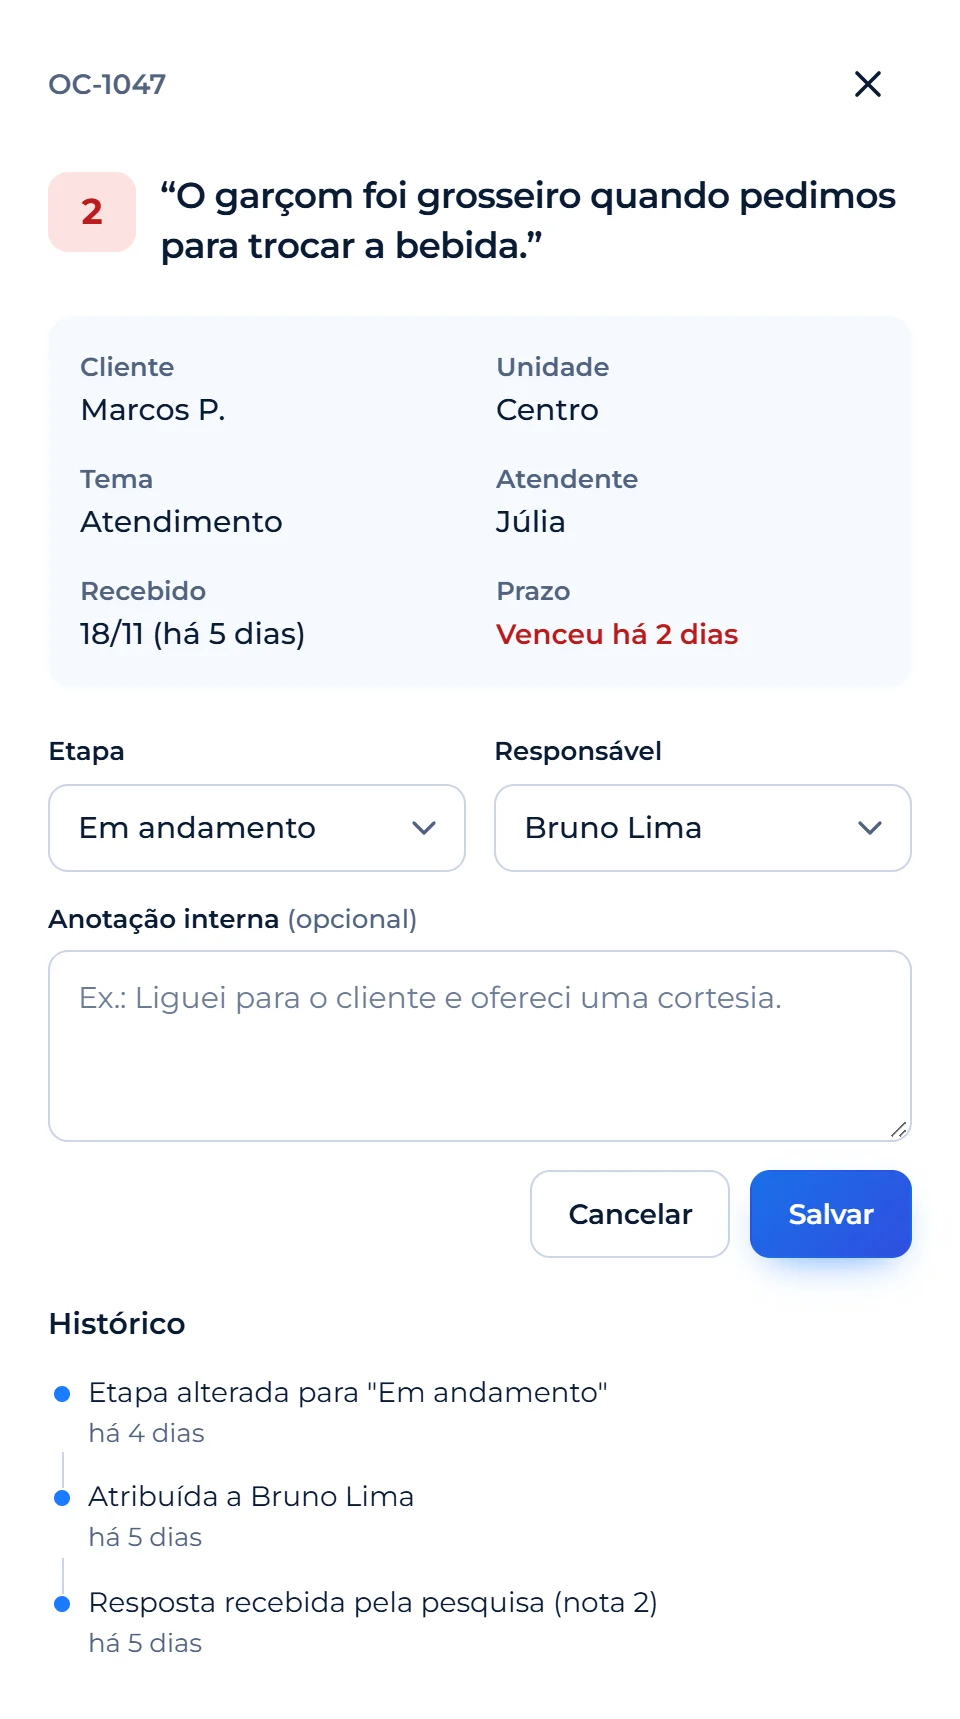 OC-1047
2
“O garçom foi grosseiro quando pedimos
para trocar a bebida.”
Cliente
Marcos P.
Unidade
Centro
Tema
Atendimento
Atendente
Júlia
Recebido
18/11 (há 5 dias)
Prazo
Venceu há 2 dias
Etapa
Em andamento
Responsável
Bruno Lima
Anotação interna (opcional)
Ex.: Liguei para o cliente e ofereci uma cortesia.
Cancelar
Salvar
Histórico
Etapa alterada para "Em andamento"
há 4 dias
Atribuída a Bruno Lima
há 5 dias
Resposta recebida pela pesquisa (nota 2)
há 5 dias